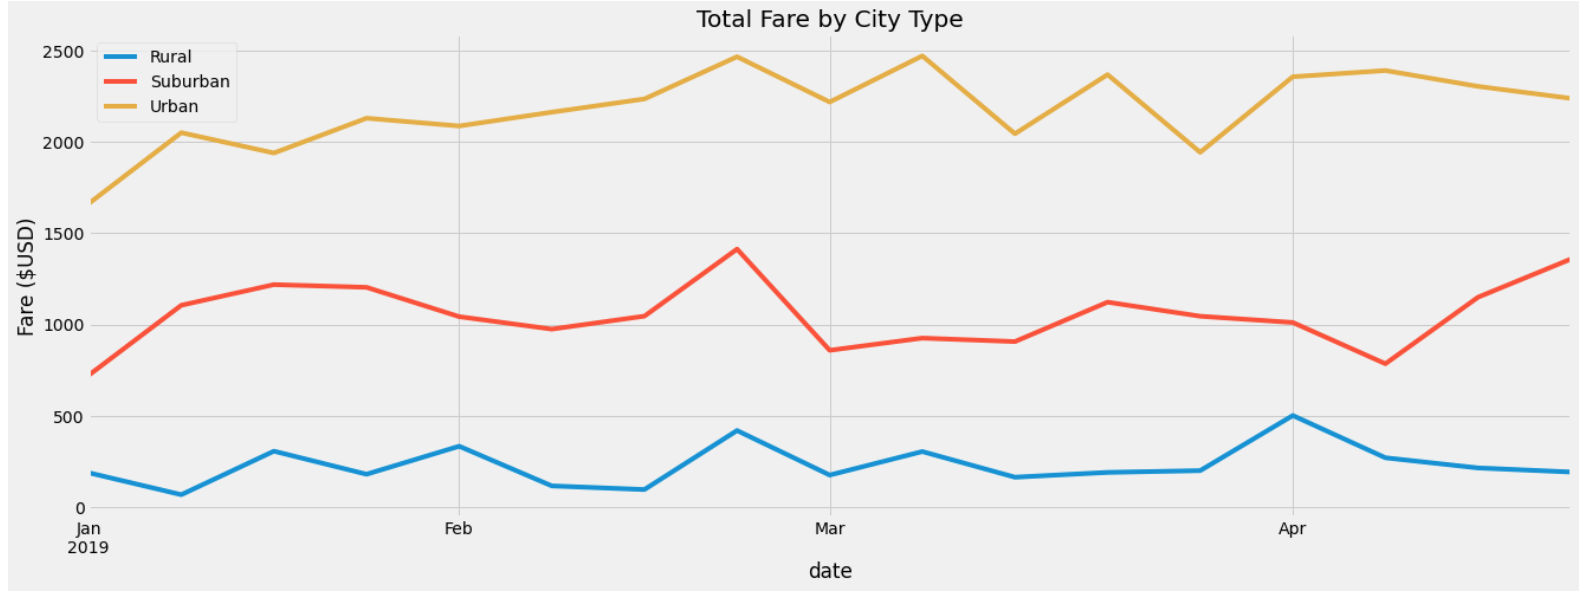 Total Fare by City Type
Rural
Suburban
Urban
2500
2000
1500
1000
500
0
Fare ($USD)
Jan Feb Mar Apr
2019
date